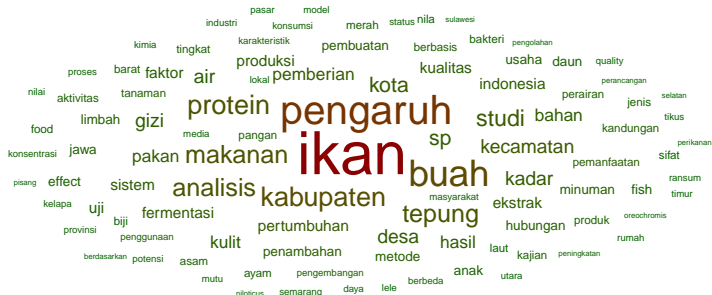 pasar model
industri konsumsi merah status nila sulawesi
kimia tingkat karakteristik pembuatan berbasis bakteri pengolahan
proses barat faktor air produksi lokal pemberian kota kualitas usaha daun quality
nilai aktivitas tanaman indonesia perairan jenis perancangan selatan
food limbah gizi protein pengaruh sp studi bahan kandungan tikus
konsentrasi jawa media pangan ikan kecamatan pemanfaatan sifat perikanan
pisang effect pakan makanan buah kadar minuman fish ransum timur
kelapa sistem analisis kabupaten masyarakat ekstrak
provinsi uji biji fermentasi pertumbuhan tepung hubungan produk oreochromis
penggunaan kulit penambahan desa hasil laut kajian rumah
berdasarkan potensi asam metode peningkatan
mutu ayam pengembangan berbeda anak utara
niloticus semarang daya lele